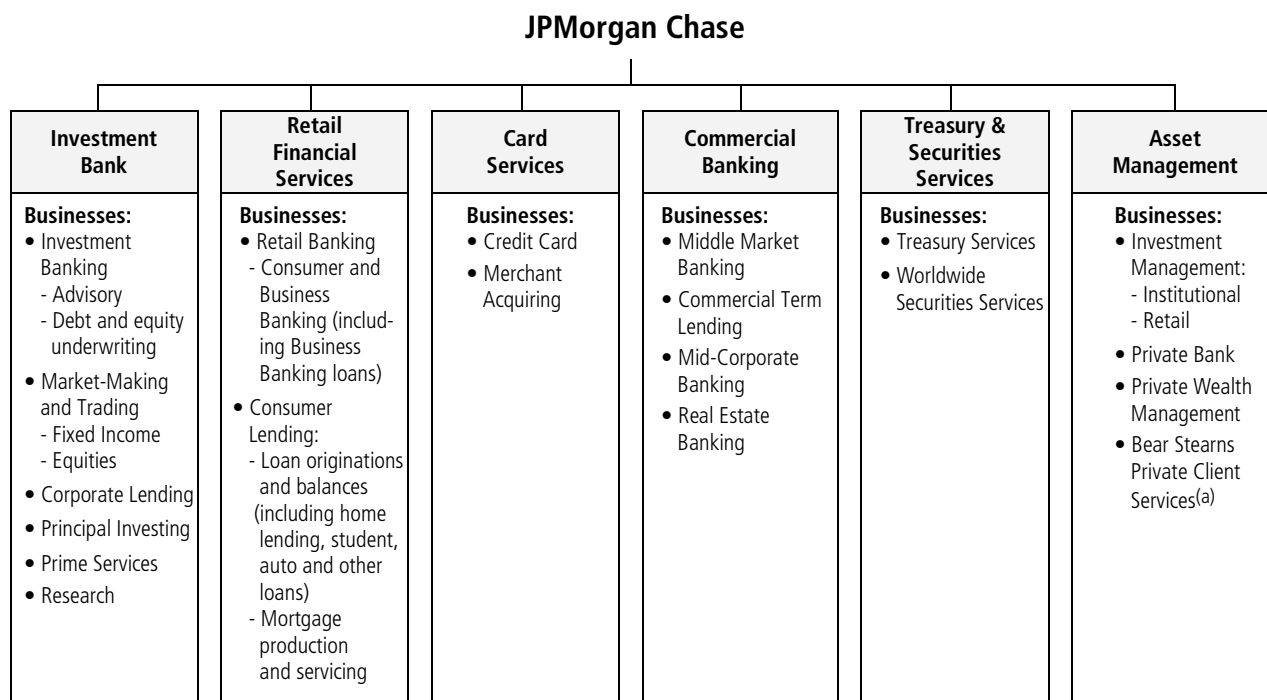 JPMorgan Chase
Investment
Bank
Businesses:
• Investment
Banking
- Advisory
- Debt and equity
underwriting
• Market-Making
and Trading
- Fixed Income
- Equities
• Corporate Lending
• Principal Investing
• Prime Services
• Research
Retail
Financial
Services
Businesses:
• Retail Banking
- Consumer and
Business
Banking (includ-
ing Business
Banking loans)
• Consumer
Lending:
- Loan originations
and balances
(including home
lending, student,
auto and other
loans)
- Mortgage
production
and servicing
Card
Services
Businesses:
• Credit Card
• Merchant
Acquiring
Commercial
Banking
Businesses:
• Middle Market
Banking
• Commercial Term
Lending
• Mid-Corporate
Banking
• Real Estate
Banking
Treasury &
Securities
Services
Businesses:
• Treasury Services
• Worldwide
Securities Services
Asset
Management
Businesses:
• Investment
Management:
- Institutional
- Retail
• Private Bank
• Private Wealth
Management
• Bear Stearns
Private Client
Services(a)